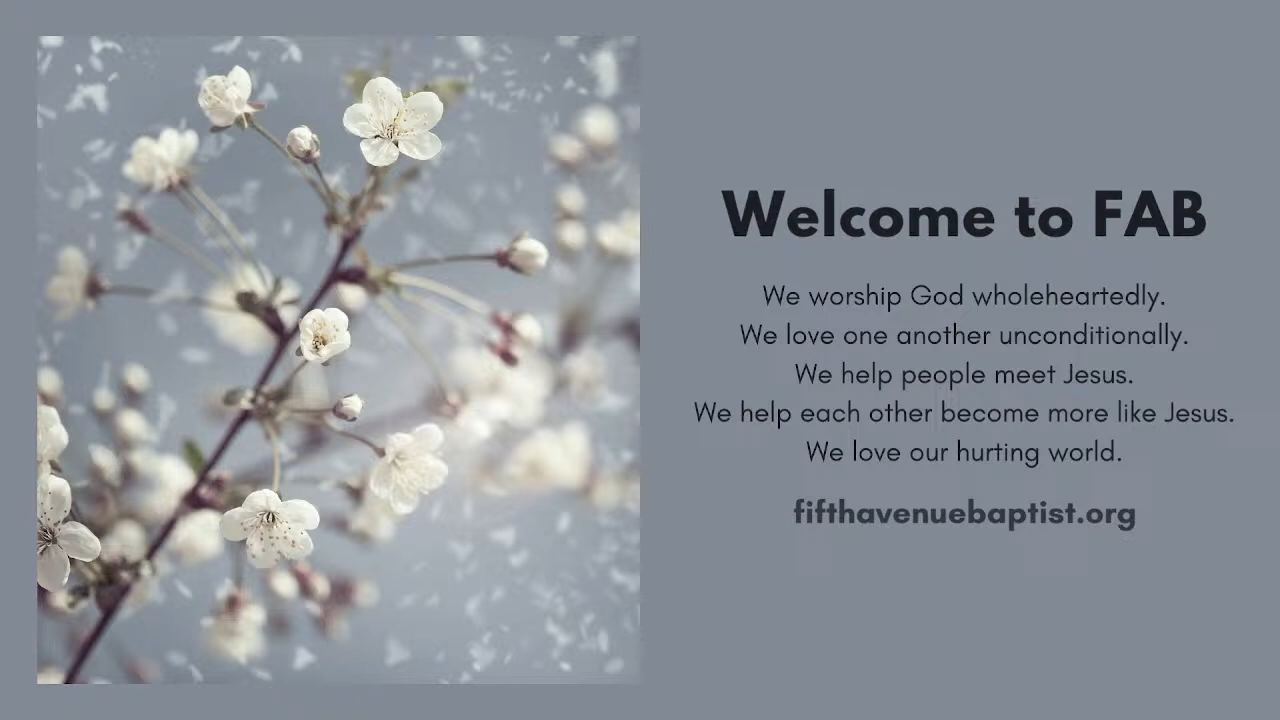 Welcome to FAB
We worship God wholeheartedly.
We love one another unconditionally.
We help people meet Jesus.
We help each other become more like Jesus.
We love our hurting world.
fifthavenuebaptist.org